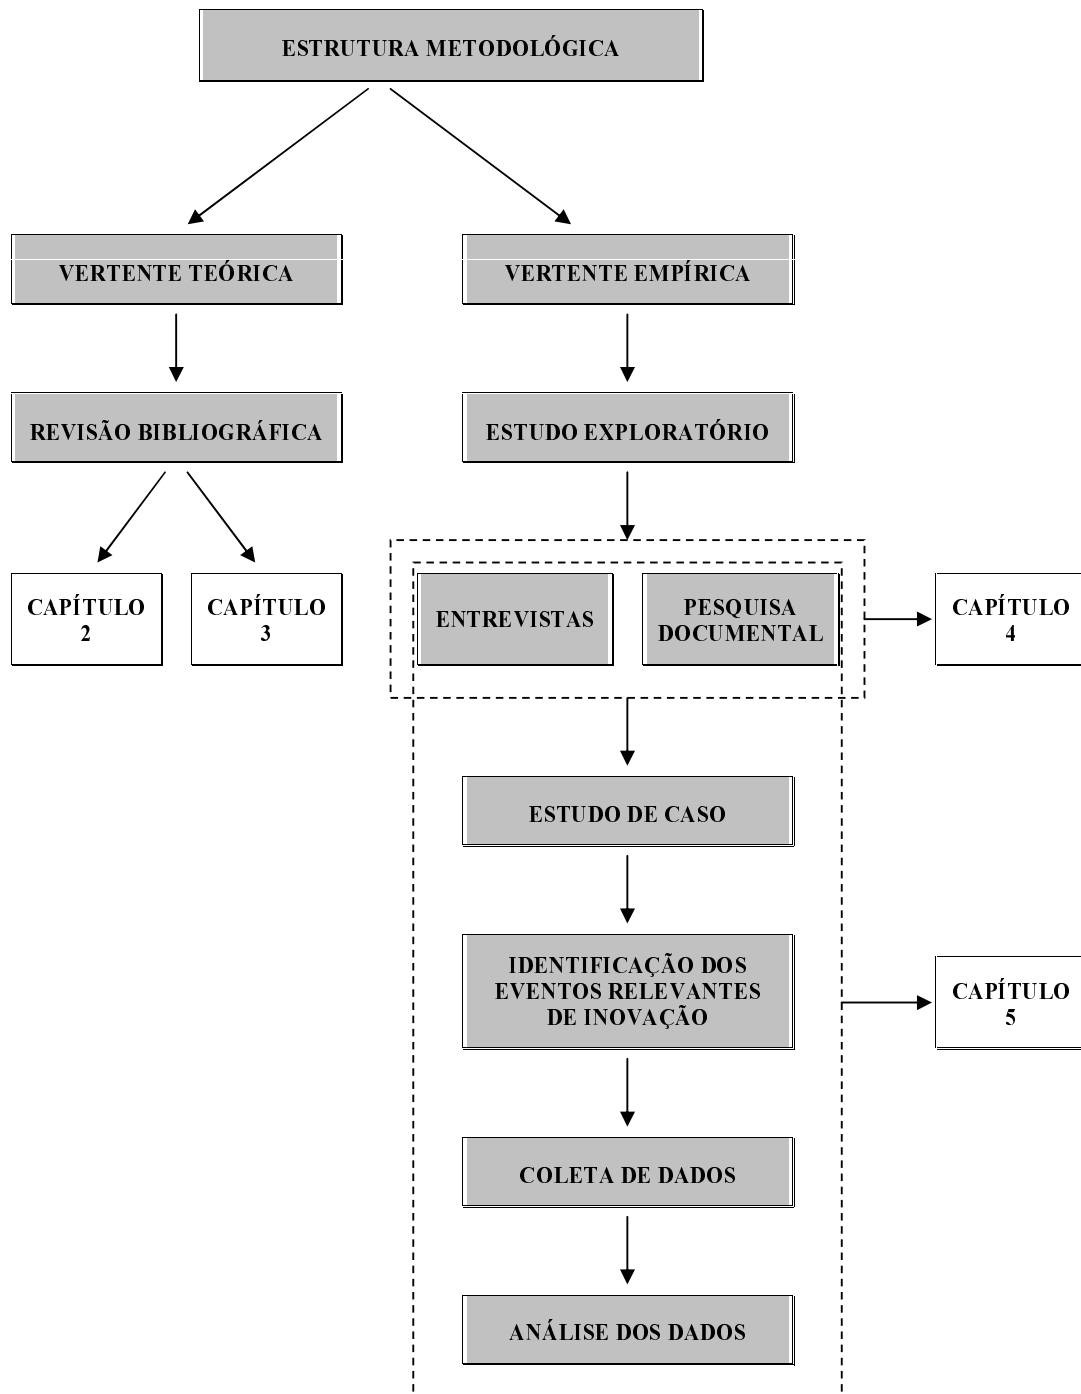 ESTRUTURA METODOLÓGICA
VERTENTE TEÓRICA
VERTENTE EMPÍRICA
REVISÃO BIBLIOGRÁFICA
ESTUDO EXPLORATÓRIO
CAPÍTULO
2
CAPÍTULO
3
ENTREVISTAS
PESQUISA
DOCUMENTAL
CAPÍTULO
4
ESTUDO DE CASO
IDENTIFICAÇÃO DOS
EVENTOS RELEVANTES
DE INOVAÇÃO
CAPÍTULO
5
COLETA DE DADOS
ANÁLISE DOS DADOS